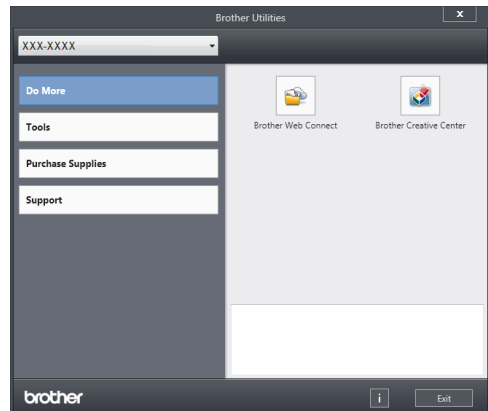 Brother Utilities
x
XXX-XXXX
Do More
Tools
Purchase Supplies
Support
Brother Web Connect
Brother Creative Center
brother
i
Exit